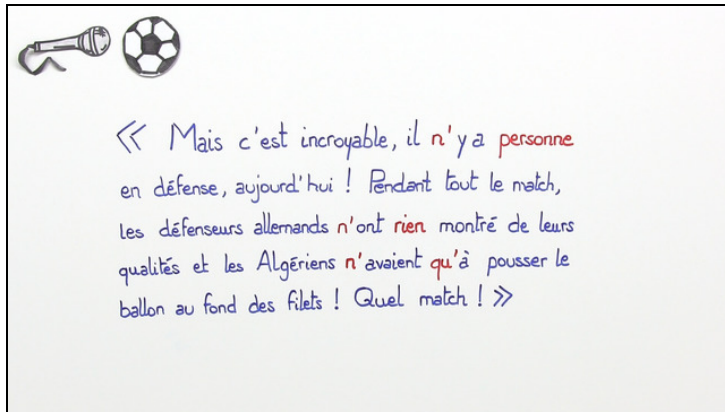 « Mais c'est incroyable, il n'y a personne
en défense, aujourd'hui ! Pendant tout le match,
les défenseurs allemands n'ont rien montré de leurs
qualités et les Algériens n'avaient qu'à pousser le
ballon au fond des filets ! Quel match ! »